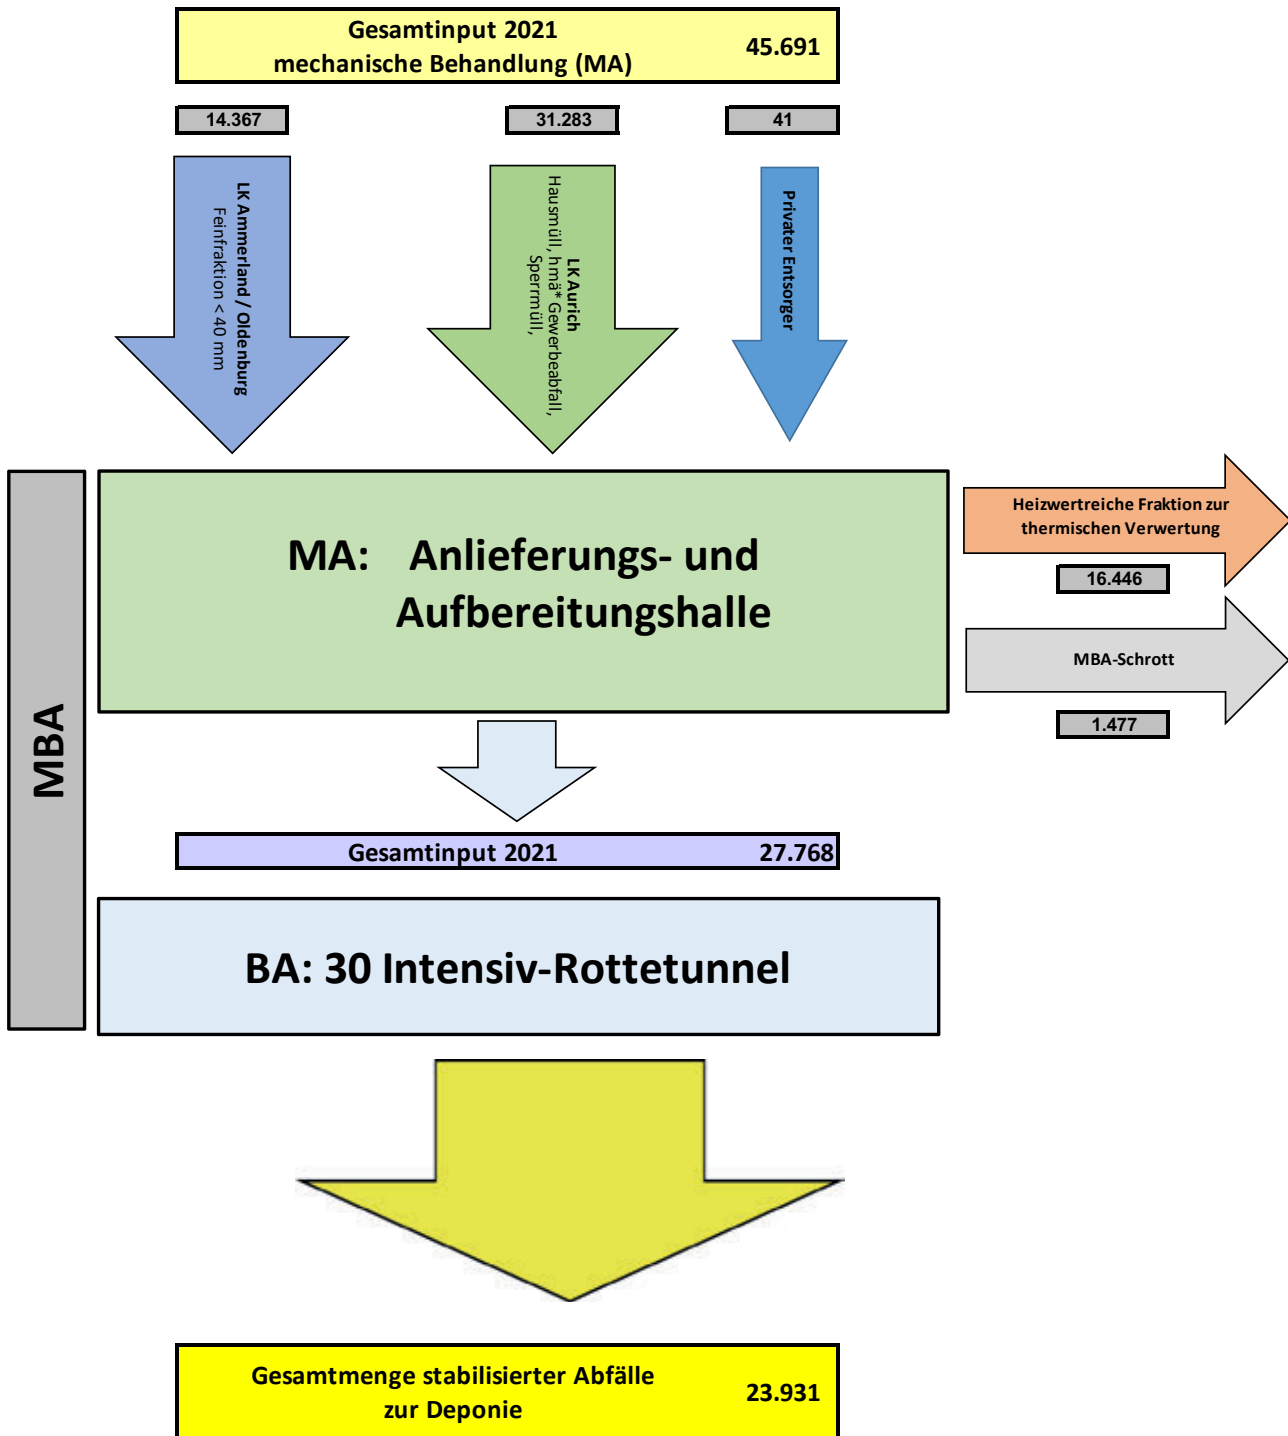 Gesamtinput 2021
mechanische Behandlung (MA)
45.691
14.367
31.283
41
LK Ammerland / Oldenburg
Feinfraktion < 40 mm
LK Aurich
Hausmüll, hmä* Gewerbeabfall,
Sperrmüll,
Privater Entsorger
MBA
MA: Anlieferungs- und
Aufbereitungshalle
Heizwertreiche Fraktion zur
thermischen Verwertung
16.446
MBA-Schrott
1.477
Gesamtinput 2021 27.768
BA: 30 Intensiv-Rottetunnel
Gesamtmenge stabilisierter Abfälle
zur Deponie
23.931